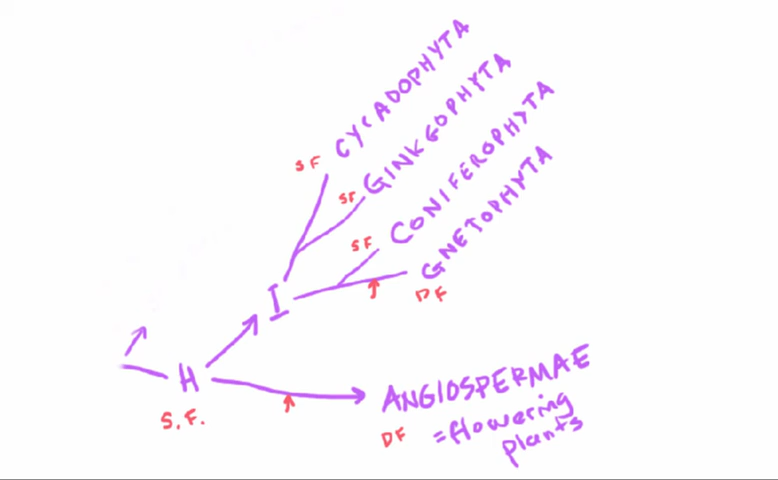 CYCADOPHYTA
SF
GINKGOPHYTA
SF
CONIFEROPHYTA
SF
GNETOPHYTA
DF
I
H
S.F.
ANGIOSPERMAE
DF
=flowering
plants